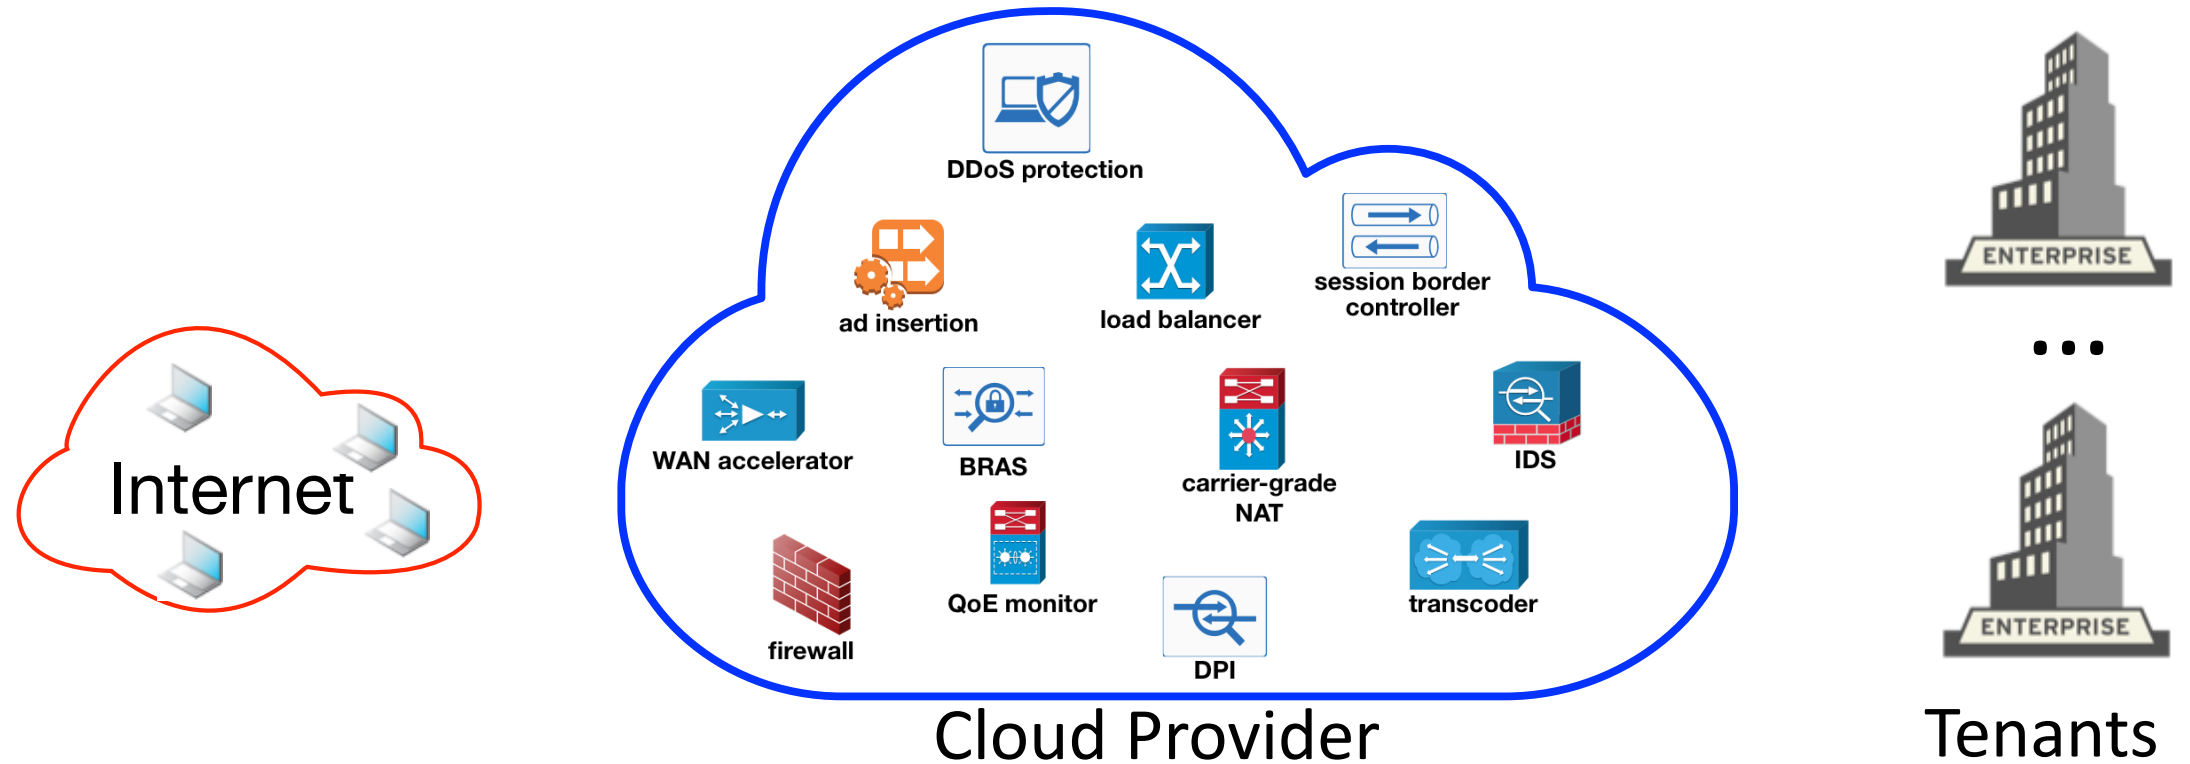 DDoS protection
ad insertion
load balancer
session border
controller
ENTERPRISE
...
WAN accelerator
BRAS
carrier-grade
NAT
IDS
Internet
firewall
QoE monitor
DPI
transcoder
ENTERPRISE
Cloud Provider
Tenants